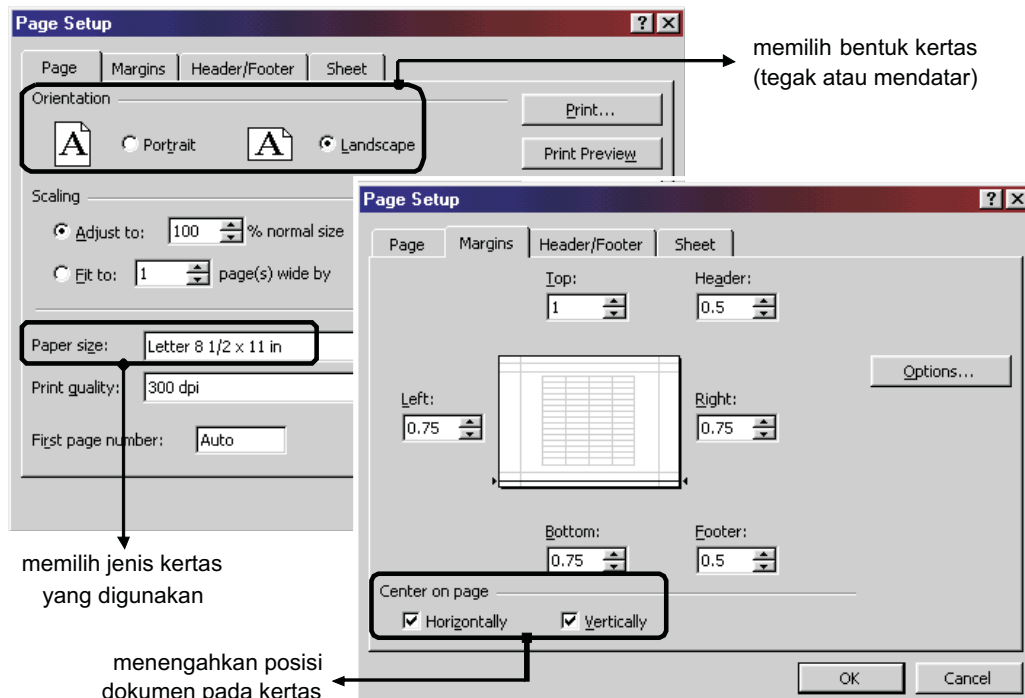 Page Setup
Page Margins Header/Footer Sheet
Orientation
A Portrait A Landscape
Print...
Print Preview
Scaling
Adjust to: 100 % normal size
Fit to: 1 page(s) wide by
Paper size: Letter 8 1/2 x 11 in
Print quality: 300 dpi
First page number: Auto
memilih bentuk kertas
(tegak atau mendatar)
Page Setup
Page Margins Header/Footer Sheet
Top: Header:
1 0.5
Options...
Left: Right:
0.75 0.75
Bottom: Footer:
0.75 0.5
Center on page
Horizontally Vertically
OK Cancel
memilih jenis kertas
yang digunakan
menengahkan posisi
dokumen pada kertas